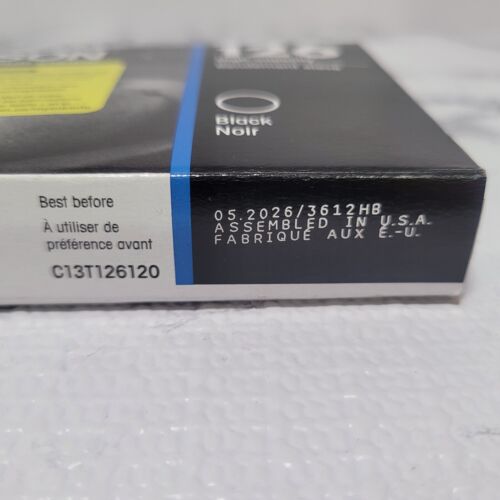 126
Black
Noir
Best before
À utiliser de
préférence avant
C13T126120
05.2026/3612HB
ASSEMBLED IN U.S.A.
FABRIQUÉ AUX É.-U.